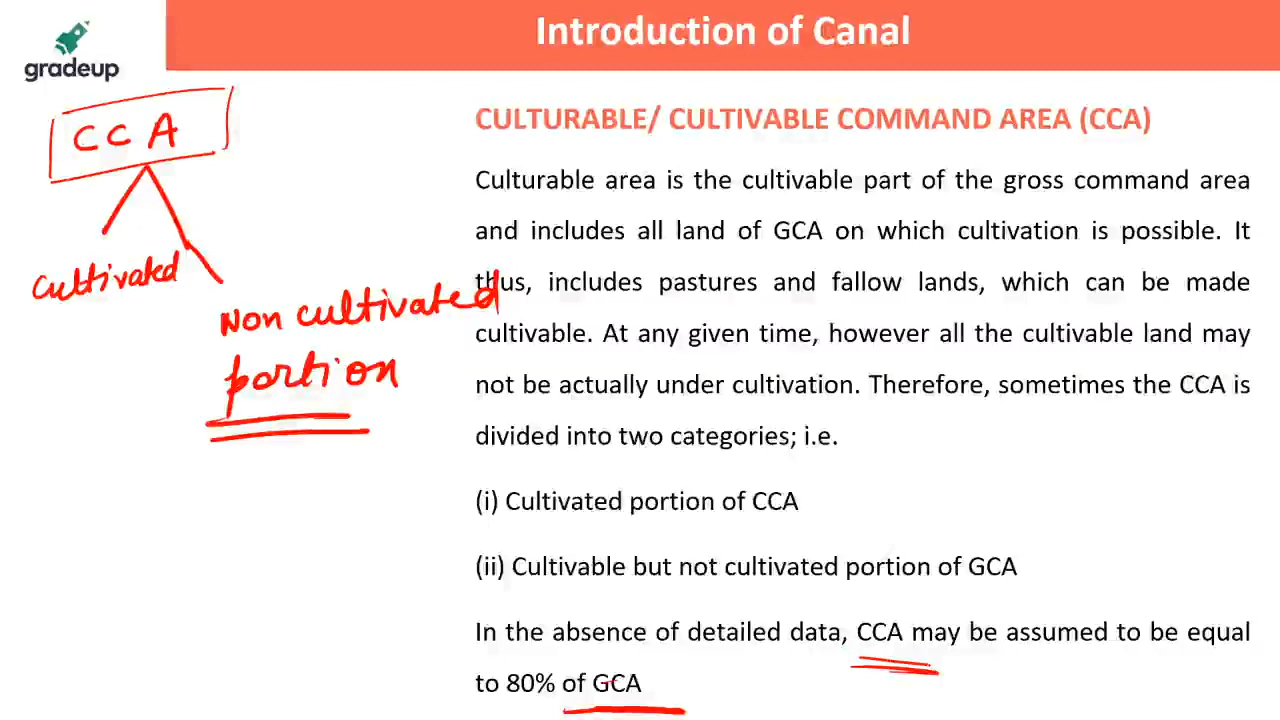 Introduction of Canal
gradeup
CCA
Cultivated
Non cultivated
portion
CULTURABLE/ CULTIVABLE COMMAND AREA (CCA)
Culturable area is the cultivable part of the gross command area
and includes all land of GCA on which cultivation is possible. It
thus, includes pastures and fallow lands, which can be made
cultivable. At any given time, however all the cultivable land may
not be actually under cultivation. Therefore, sometimes the CCA is
divided into two categories; i.e.
(i) Cultivated portion of CCA
(ii) Cultivable but not cultivated portion of GCA
In the absence of detailed data, CCA may be assumed to be equal
to 80% of GCA